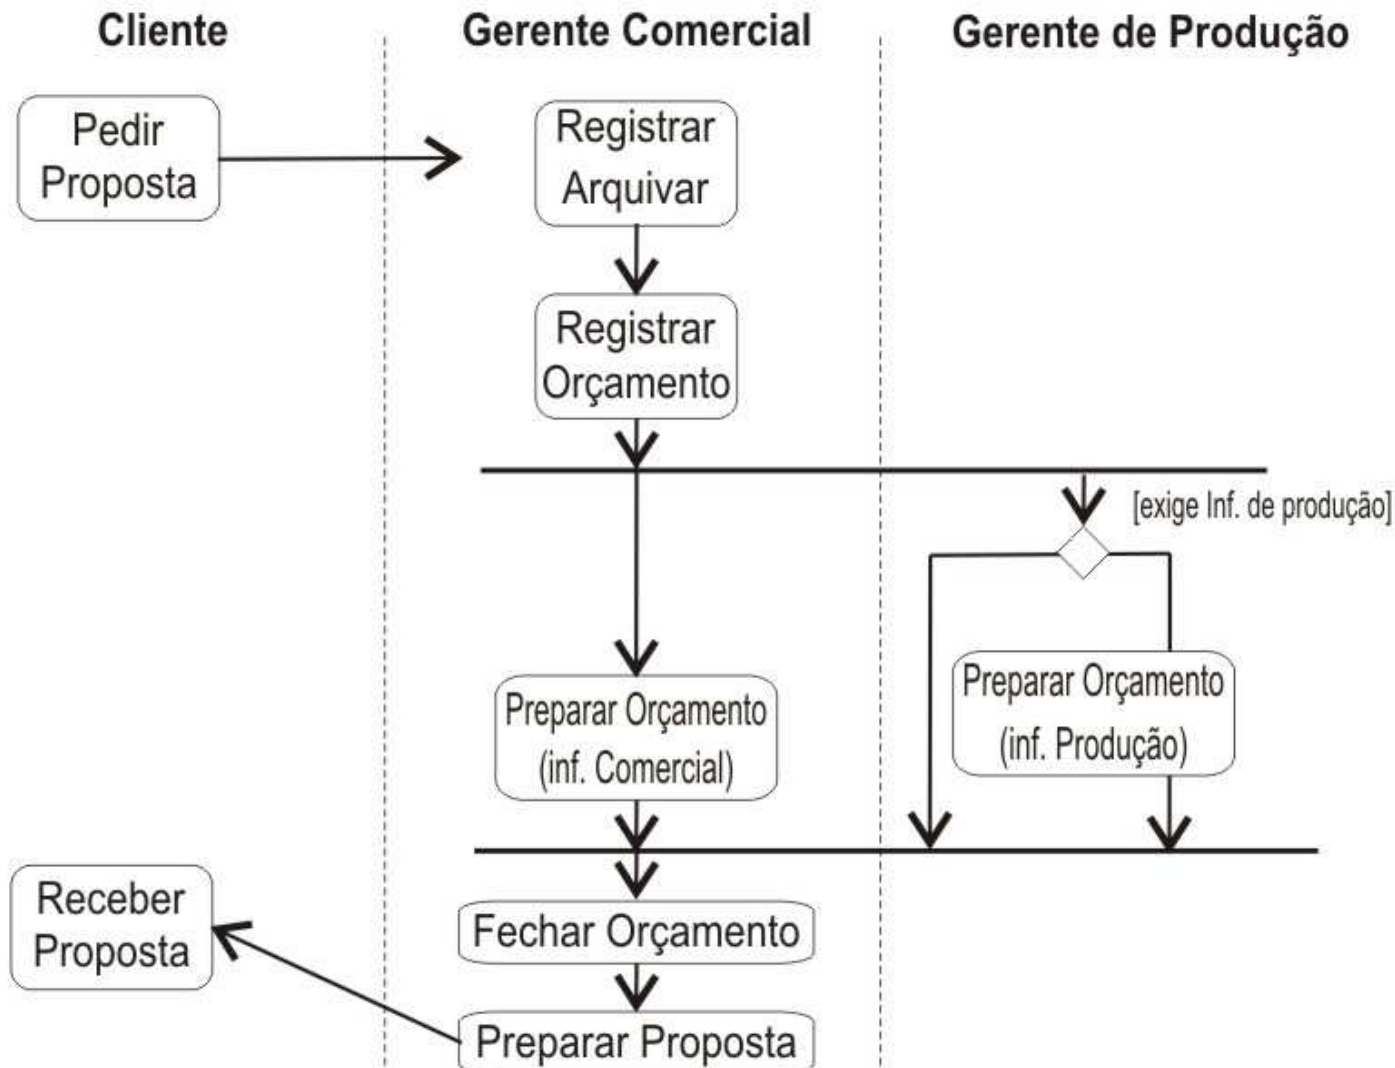 Cliente
Gerente Comercial
Gerente de Produção
Pedir
Proposta
Registrar
Arquivar
Registrar
Orçamento
[exige Inf. de produção]
Preparar Orçamento
(inf. Comercial)
Preparar Orçamento
(inf. Produção)
Receber
Proposta
Fechar Orçamento
Preparar Proposta